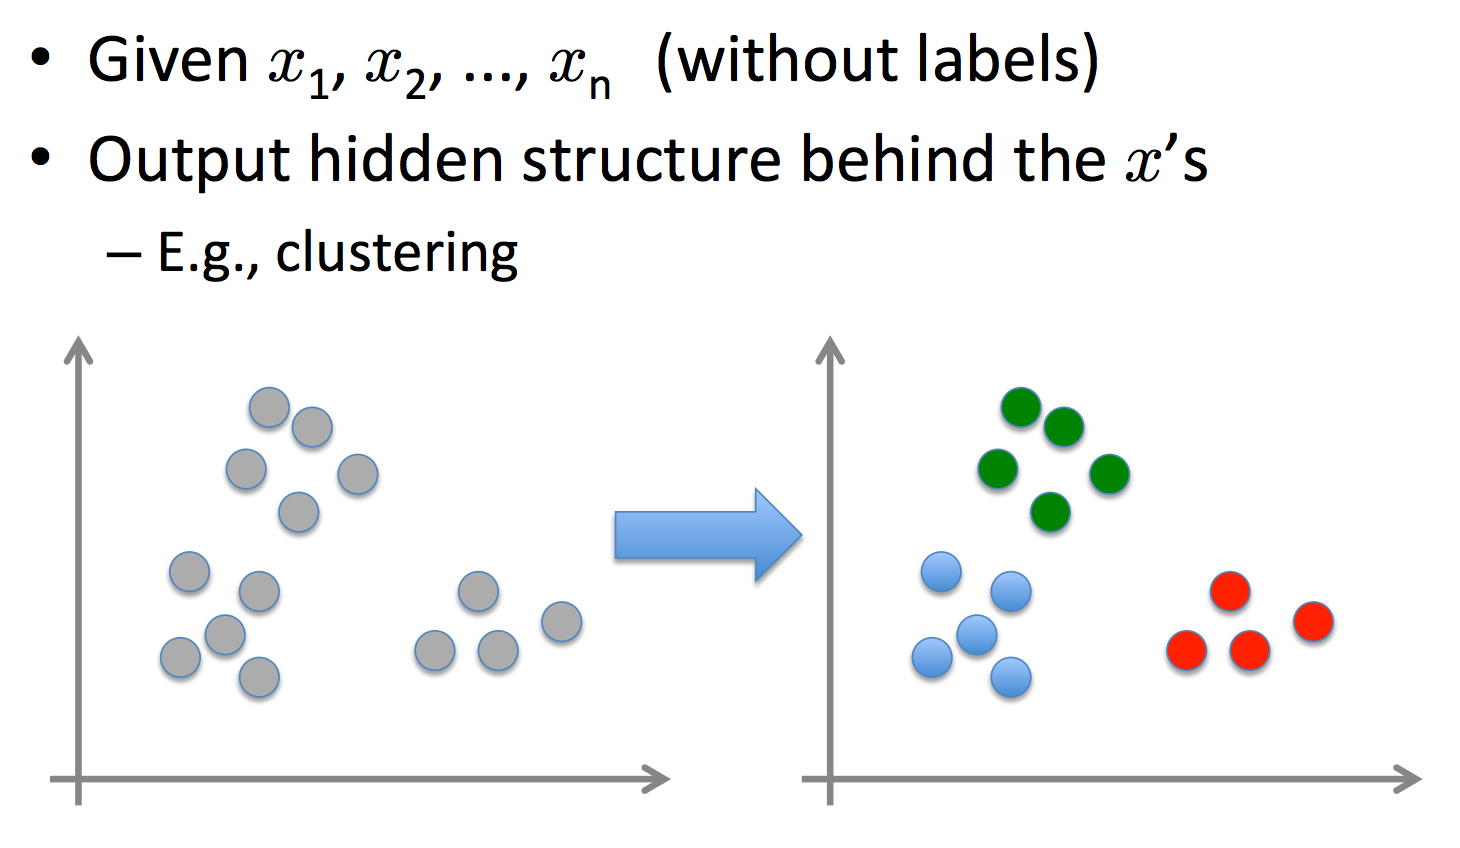 • Given x₁, x₂, ..., xₙ (without labels)
• Output hidden structure behind the x’s
– E.g., clustering